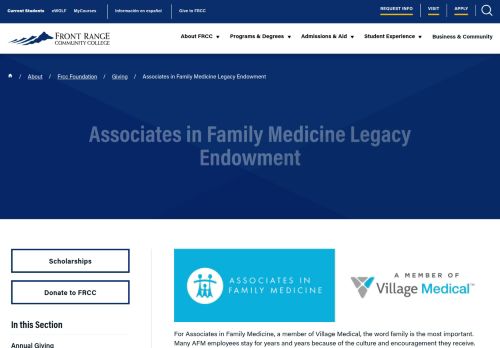 Current Students eWOLF MyCourses Información en español Give to FRCC REQUEST INFO VISIT APPLY
FRONT RANGE
COMMUNITY COLLEGE
About FRCC Programs & Degrees Admissions & Aid Student Experience Business & Community
/ About / Frcc Foundation / Giving / Associates in Family Medicine Legacy Endowment
Associates in Family Medicine Legacy
Endowment
Scholarships
Donate to FRCC
In this Section
Annual Giving
ASSOCIATES IN
FAMILY MEDICINE
A MEMBER OF
Village Medical™
For Associates in Family Medicine, a member of Village Medical, the word family is the most important.
Many AFM employees stay for years and years because of the culture and encouragement they receive.